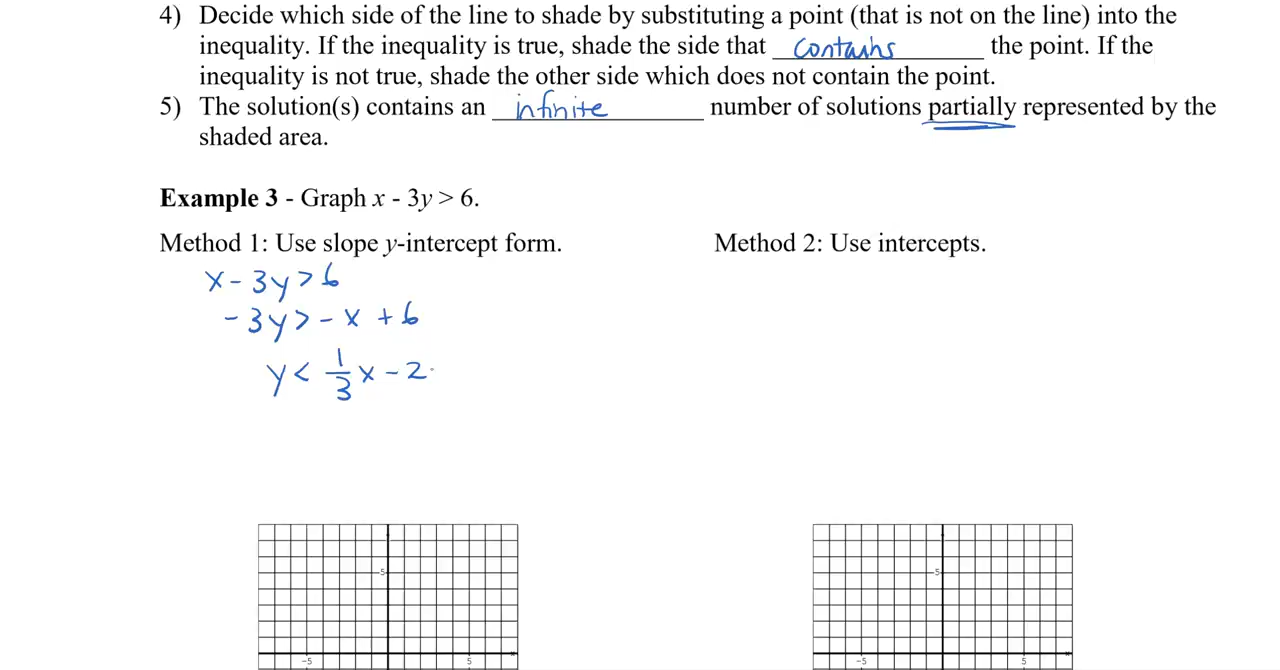 4) Decide which side of the line to shade by substituting a point (that is not on the line) into the
inequality. If the inequality is true, shade the side that contains the point. If the
inequality is not true, shade the other side which does not contain the point.
5) The solution(s) contains an infinite number of solutions partially represented by the
shaded area.
Example 3 - Graph x - 3y > 6.
Method 1: Use slope y-intercept form.
Method 2: Use intercepts.
x - 3y > 6
- 3y > - x + 6
y < 1/3 x - 2
5
5
-5
5
-5
5